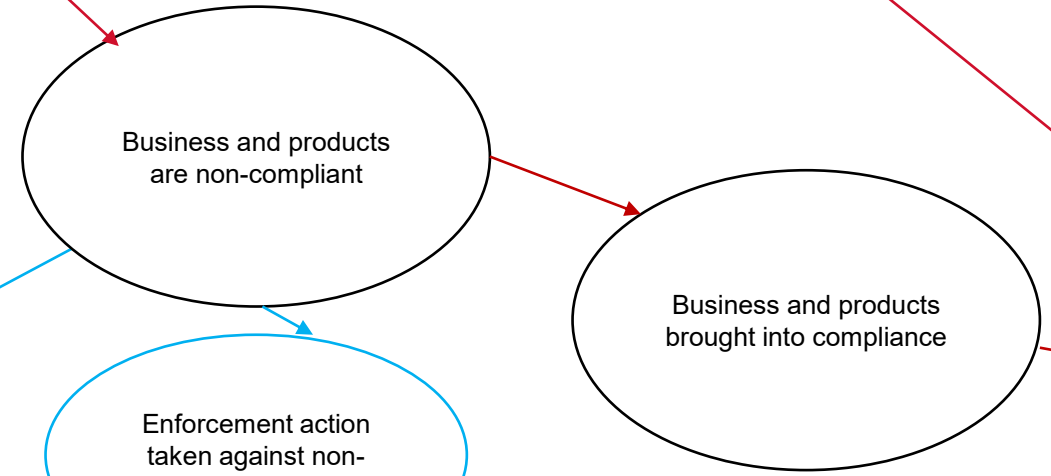 Business and products
are non-compliant
Business and products
brought into compliance
Enforcement action
taken against non-